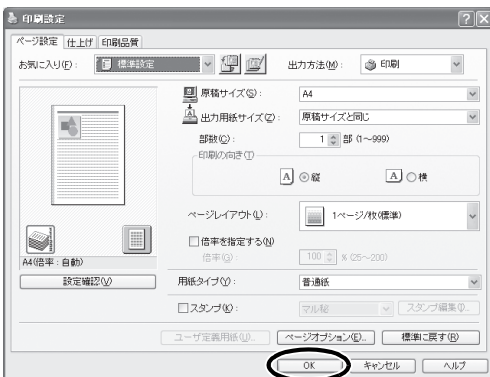 印刷設定
ページ設定 仕上げ 印刷品質
お気に入り(F): 標準設定 出力方法(M): 印刷
原稿サイズ(S): A4
出力用紙サイズ(Z): 原稿サイズと同じ
部数(C): 1 部 (1～999)
印刷の向き(T)
A 縦 A 横
ページレイアウト(L): 1ページ/枚(標準)
倍率を指定する(N)
倍率(G): 100 % (25～200)
A4(倍率：自動)
設定確認(V) 用紙タイプ(Y): 普通紙
スタンプ(K): マル秘 スタンプ編集(D)...
ユーザ定義用紙(U)... ページオプション(E)... 標準に戻す(R)
OK キャンセル ヘルプ